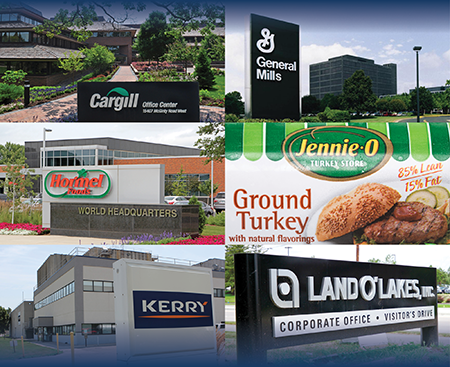 Cargill
Office Center
15407 McGinty Road West
General
Mills
Hormel
Foods
WORLD HEADQUARTERS
Jennie-O
TURKEY STORE
85% Lean
15% Fat
Ground
Turkey
with natural flavorings
KERRY
LAND O'LAKES, INC.
CORPORATE OFFICE • VISITOR'S DRIVE